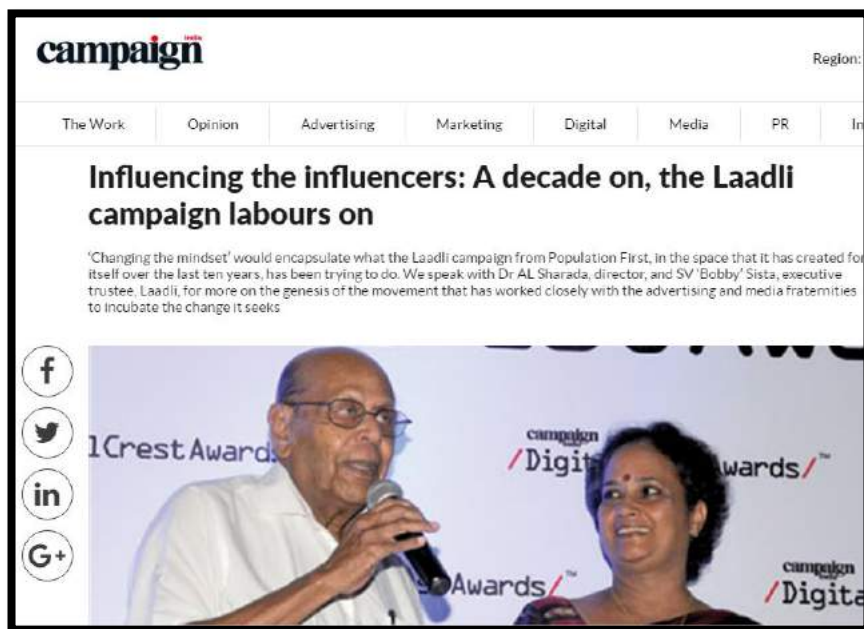 campaign
india
Region:
The Work
Opinion
Advertising
Marketing
Digital
Media
PR
In
Influencing the influencers: A decade on, the Laadli
campaign labours on
'Changing the mindset' would encapsulate what the Laadli campaign from Population First, in the space that it has created for
itself over the last ten years, has been trying to do. We speak with Dr AL Sharada, director, and SV 'Bobby' Sista, executive
trustee, Laadli, for more on the genesis of the movement that has worked closely with the advertising and media fraternities
to incubate the change it seeks
f
in
G+
lCrest Award
campaign
/Digit
wards/™
Awards/™
campaign
/Digita